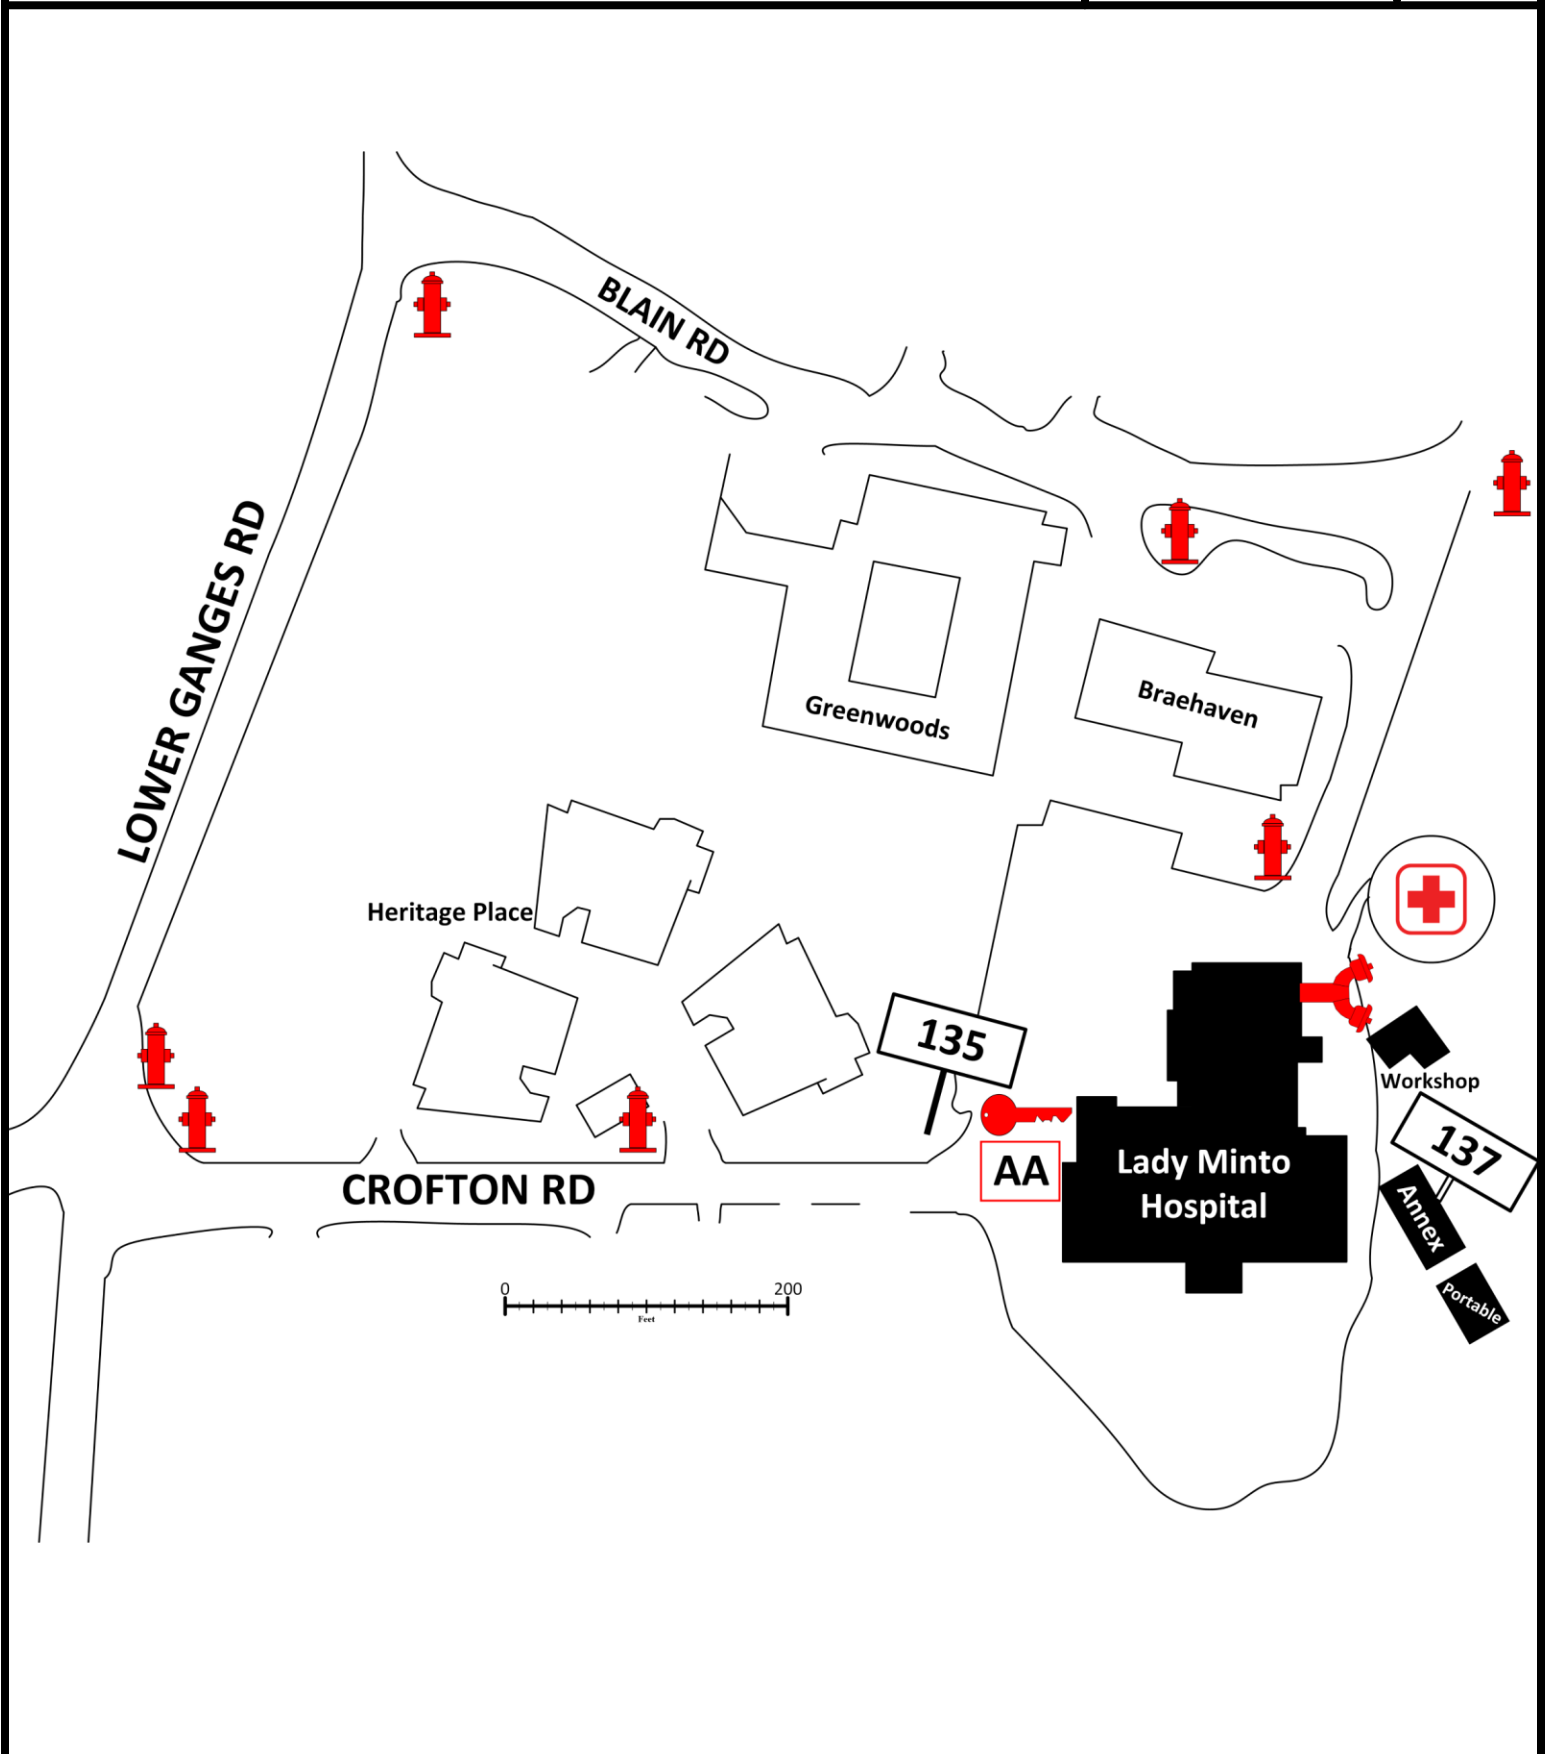 BLAIN RD
LOWER GANGES RD
Greenwoods
Braehaven
Heritage Place
135
Workshop
137
AA
Lady Minto
Hospital
Annex
Portable
CROFTON RD
0 200
Feet